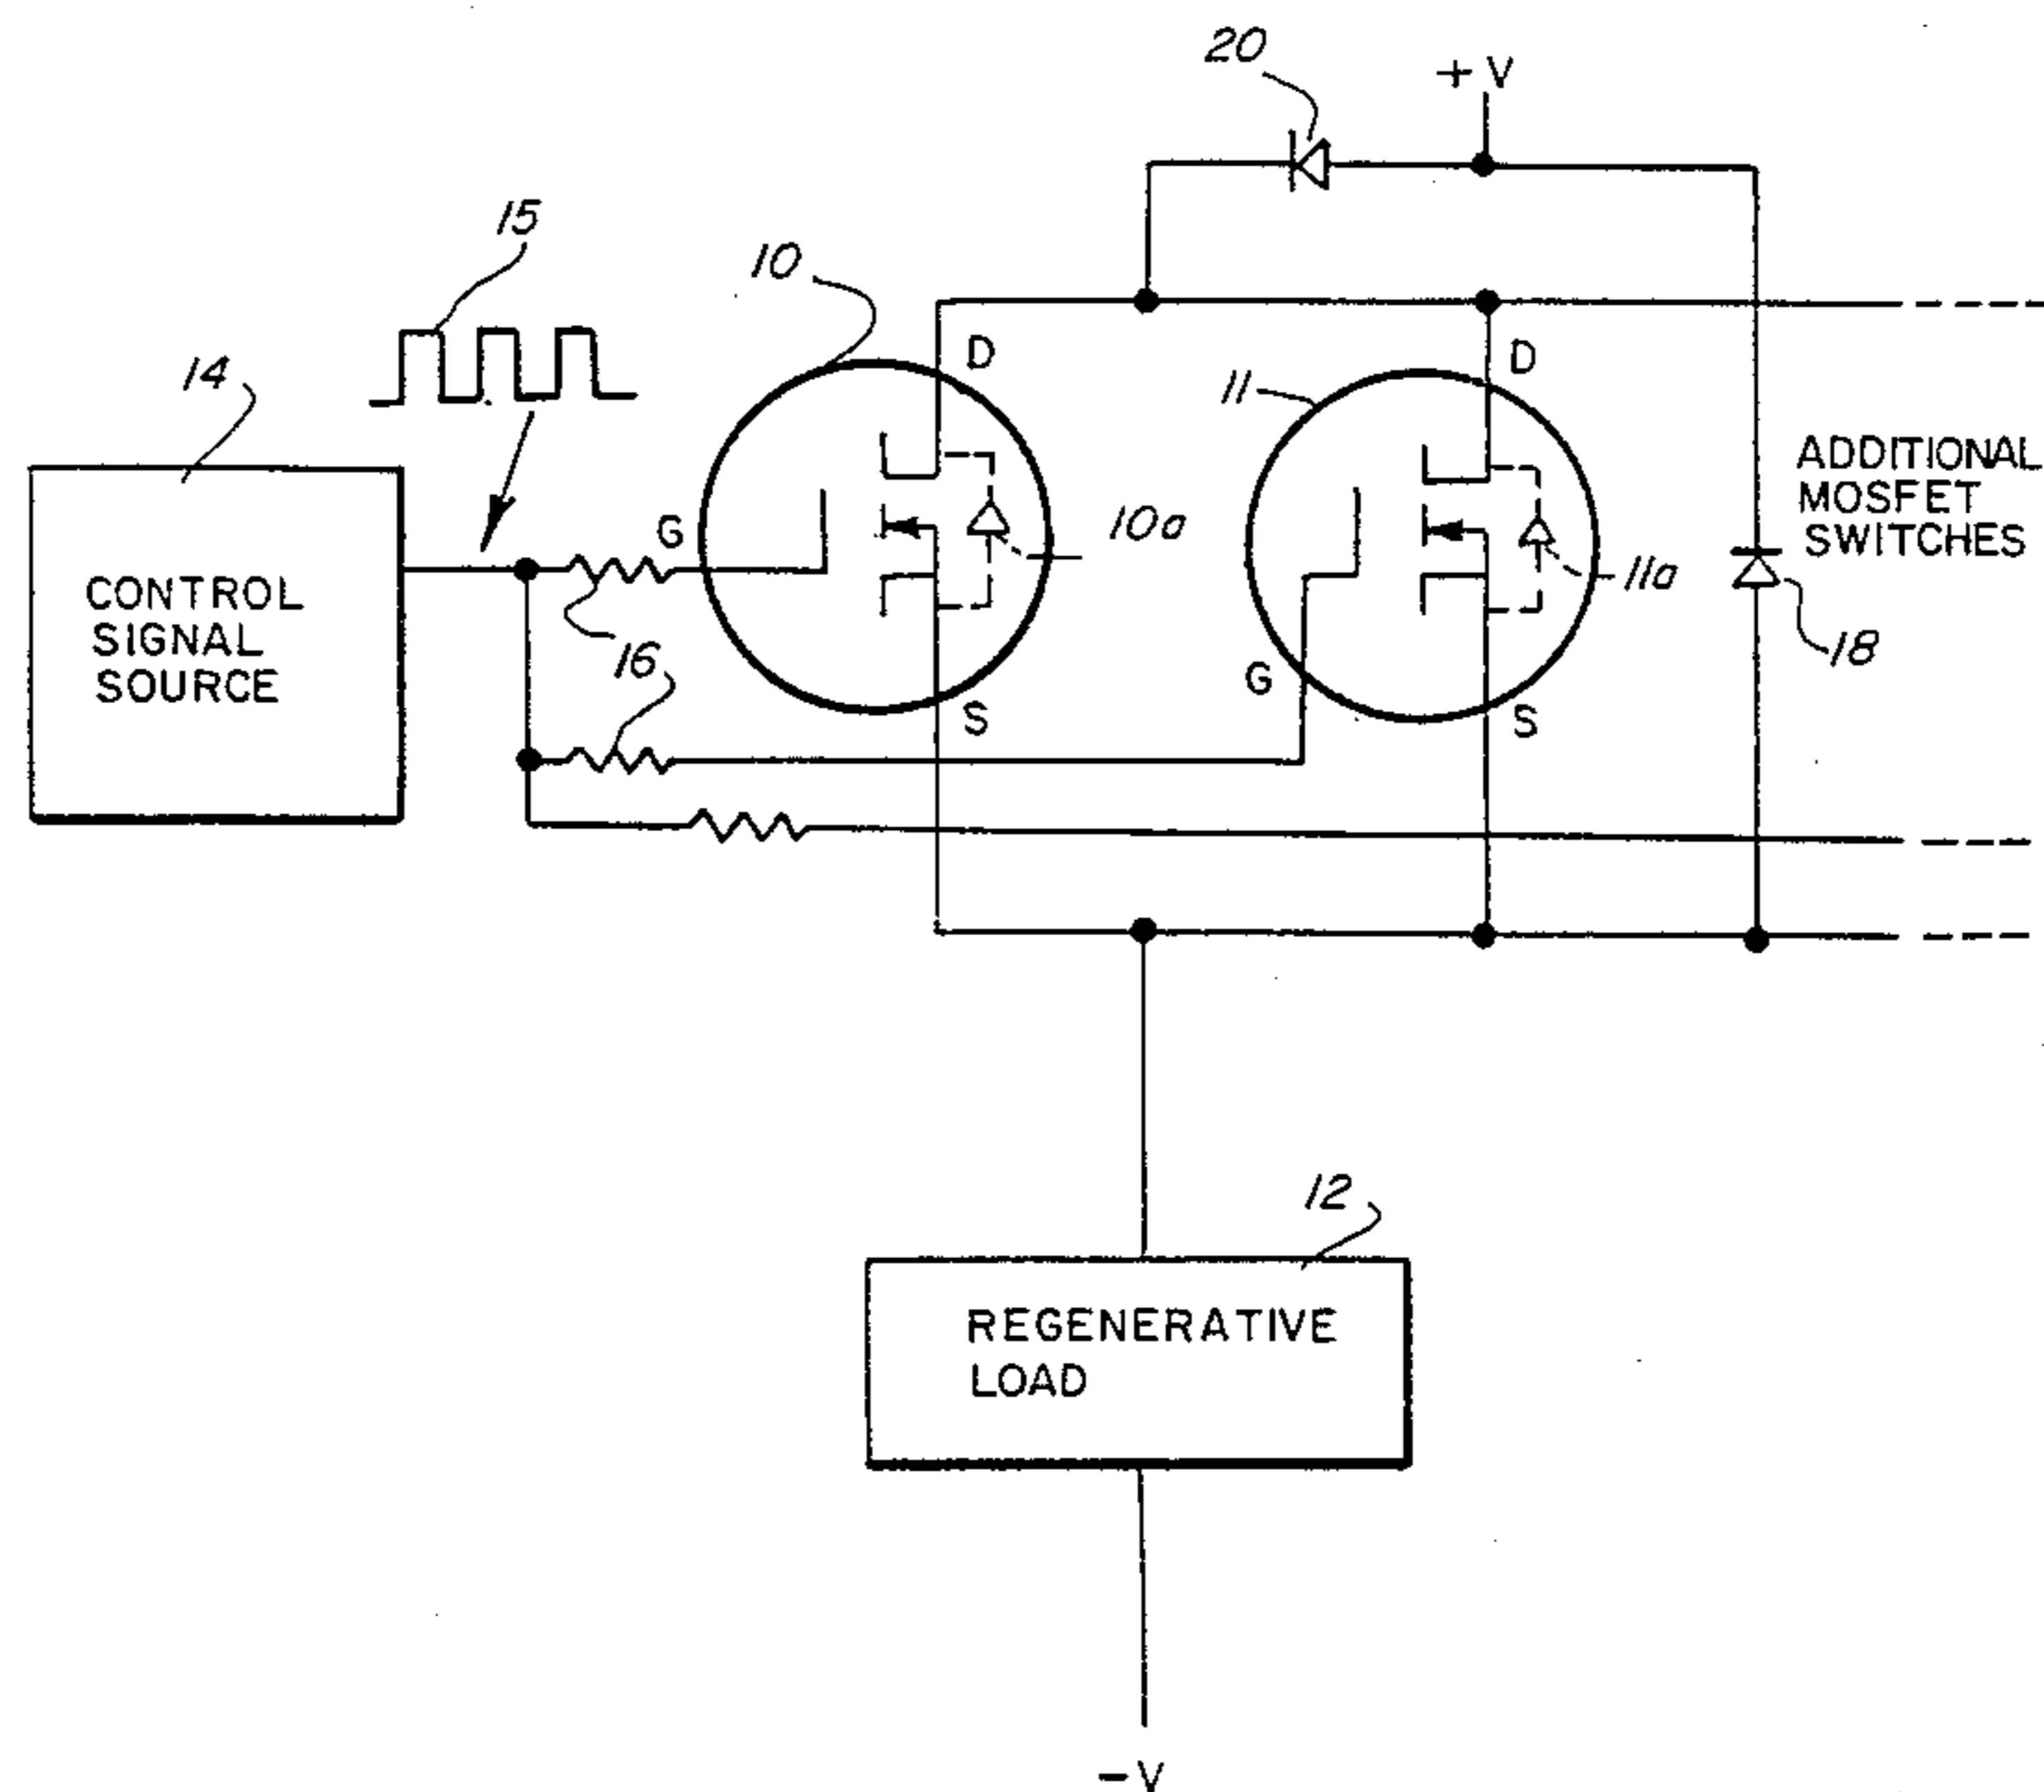 20
+V
15
10
D
D
14
11
ADDITIONAL
MOSFET
SWITCHES
G
10a
11a
CONTROL
SIGNAL
SOURCE
16
18
G
S
S
12
REGENERATIVE
LOAD
-V